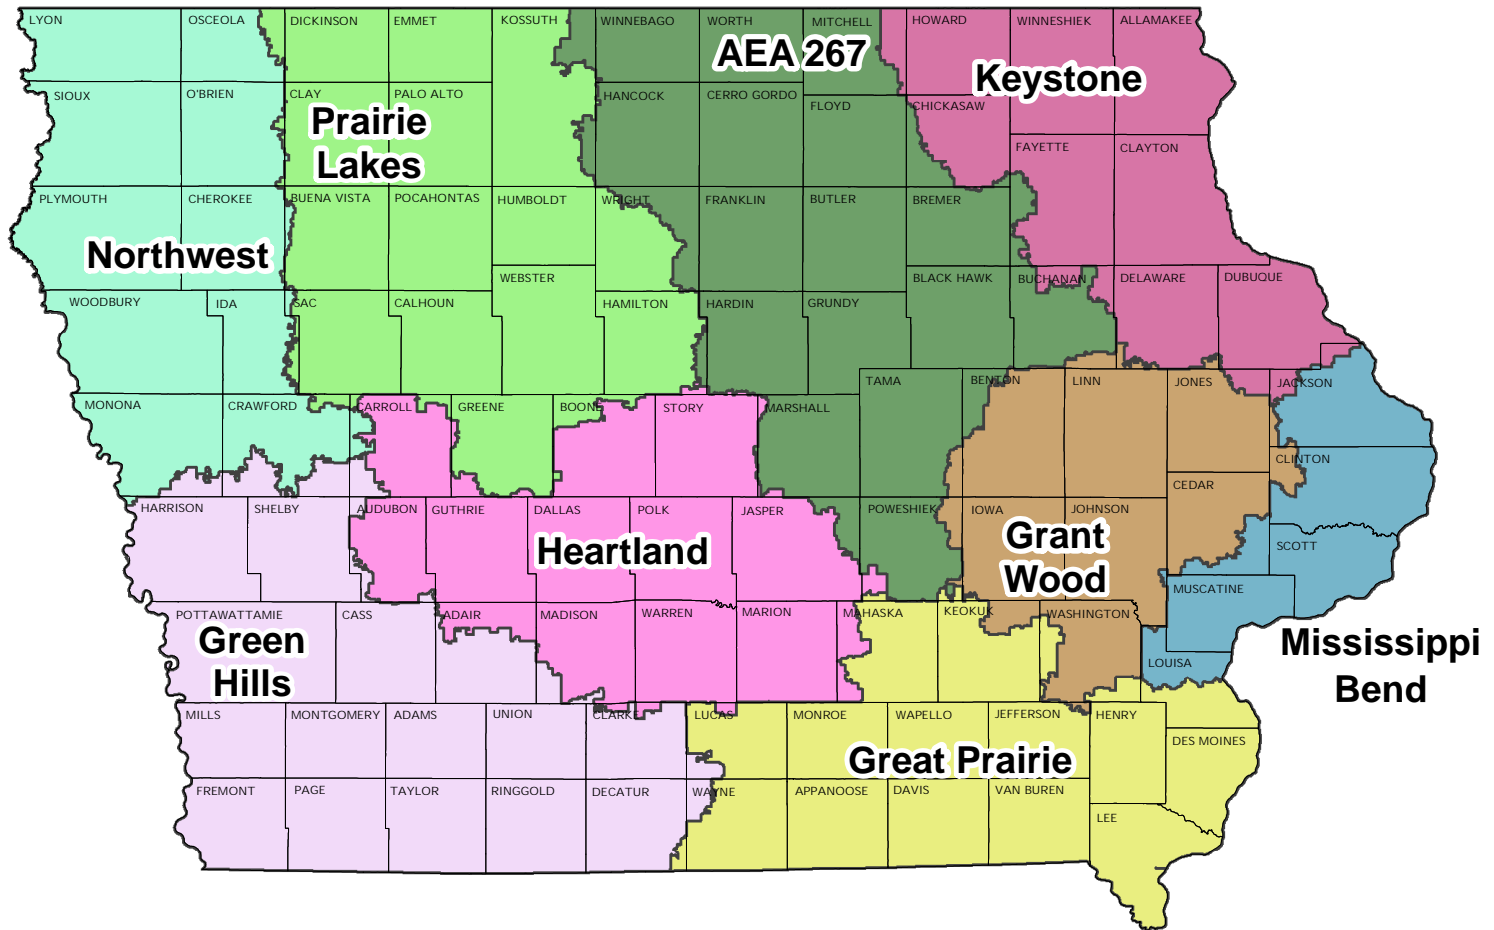 LYON
OSCEOLA
DICKINSON
EMMET
KOSSUTH
WINNEBAGO
WORTH
MITCHELL
HOWARD
WINNESHIEK
ALLAMAKEE
AEA 267
Keystone
SIOUX
O'BRIEN
CLAY
PALO ALTO
HANCOCK
CERRO GORDO
FLOYD
CHICKASAW
Prairie
Lakes
FAYETTE
CLAYTON
PLYMOUTH
CHEROKEE
BUENA VISTA
POCAHONTAS
HUMBOLDT
WRIGHT
FRANKLIN
BUTLER
BREMER
Northwest
WEBSTER
BLACK HAWK
BUCHANAN
DELAWARE
DUBUQUE
WOODBURY
IDA
SAC
CALHOUN
HAMILTON
HARDIN
GRUNDY
TAMA
BENTON
LINN
JONES
JACKSON
MONONA
CRAWFORD
CARROLL
GREENE
BOONE
STORY
MARSHALL
CLINTON
CEDAR
HARRISON
SHELBY
AUDUBON
GUTHRIE
DALLAS
POLK
JASPER
POWESHIEK
IOWA
JOHNSON
Heartland
Grant
Wood
SCOTT
MUSCATINE
POTTAWATTAMIE
CASS
ADAIR
MADISON
WARREN
MARION
MAHASKA
KEOKUK
WASHINGTON
Green
Hills
LOUISA
Mississippi
Bend
MILLS
MONTGOMERY
ADAMS
UNION
CLARKE
LUCAS
MONROE
WAPELLO
JEFFERSON
HENRY
DES MOINES
Great Prairie
FREMONT
PAGE
TAYLOR
RINGGOLD
DECATUR
WAYNE
APPANOOSE
DAVIS
VAN BUREN
LEE